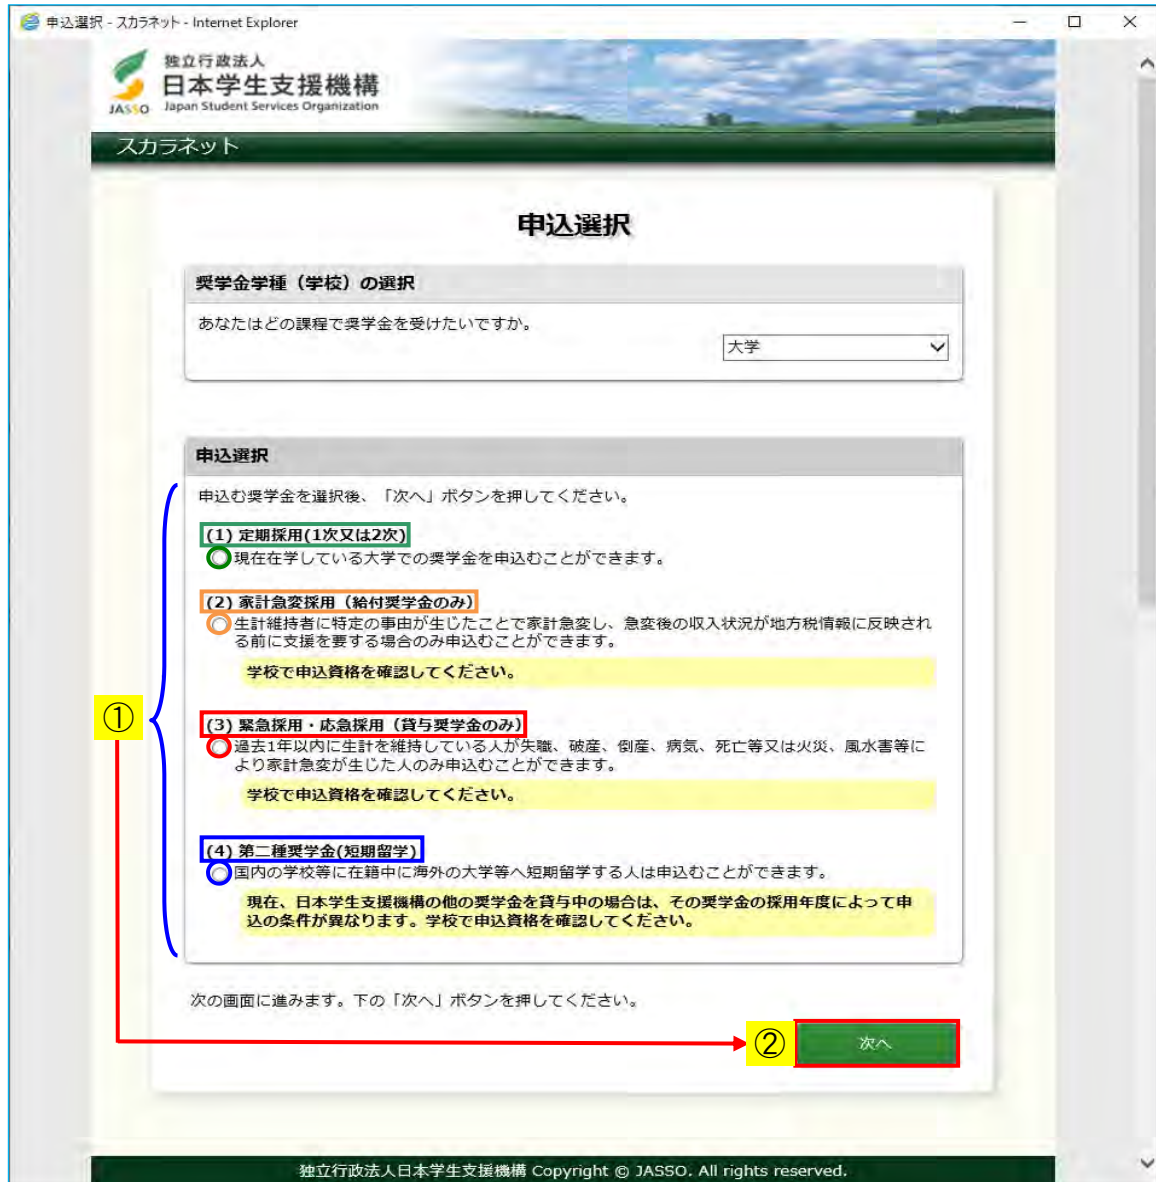 申込選択 - スカラネット - Internet Explorer
独立行政法人
日本学生支援機構
JASSO Japan Student Services Organization
スカラネット
申込選択
奨学金学種（学校）の選択
あなたはどの課程で奨学金を受けたいですか。
大学
申込選択
申込む奨学金を選択後、「次へ」ボタンを押してください。
(1) 定期採用(1次又は2次)
現在在学している大学での奨学金を申込むことができます。
(2) 家計急変採用（給付奨学金のみ）
生計維持者に特定の事由が生じたことで家計急変し、急変後の収入状況が地方税情報に反映され
る前に支援を要する場合のみ申込むことができます。
学校で申込資格を確認してください。
①
(3) 緊急採用・応急採用（貸与奨学金のみ）
過去1年以内に生計を維持している人が失職、破産、倒産、病気、死亡等又は火災、風水害等に
より家計急変が生じた人のみ申込むことができます。
学校で申込資格を確認してください。
(4) 第二種奨学金(短期留学)
国内の学校等に在籍中に海外の大学等へ短期留学する人は申込むことができます。
現在、日本学生支援機構の他の奨学金を貸与中の場合は、その奨学金の採用年度によって申
込の条件が異なります。学校で申込資格を確認してください。
次の画面に進みます。下の「次へ」ボタンを押してください。
② 次へ
独立行政法人日本学生支援機構 Copyright © JASSO. All rights reserved.